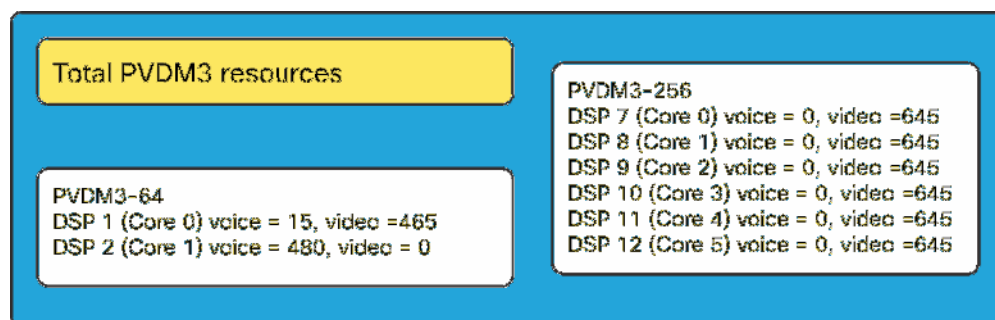 Total PVDM3 resources
PVDM3-64
DSP 1 (Core 0) voice = 15, video =465
DSP 2 (Core 1) voice = 480, video = 0
PVDM3-256
DSP 7 (Core 0) voice = 0, video =645
DSP 8 (Core 1) voice = 0, video =645
DSP 9 (Core 2) voice = 0, video =645
DSP 10 (Core 3) voice = 0, video =645
DSP 11 (Core 4) voice = 0, video =645
DSP 12 (Core 5) voice = 0, video =645